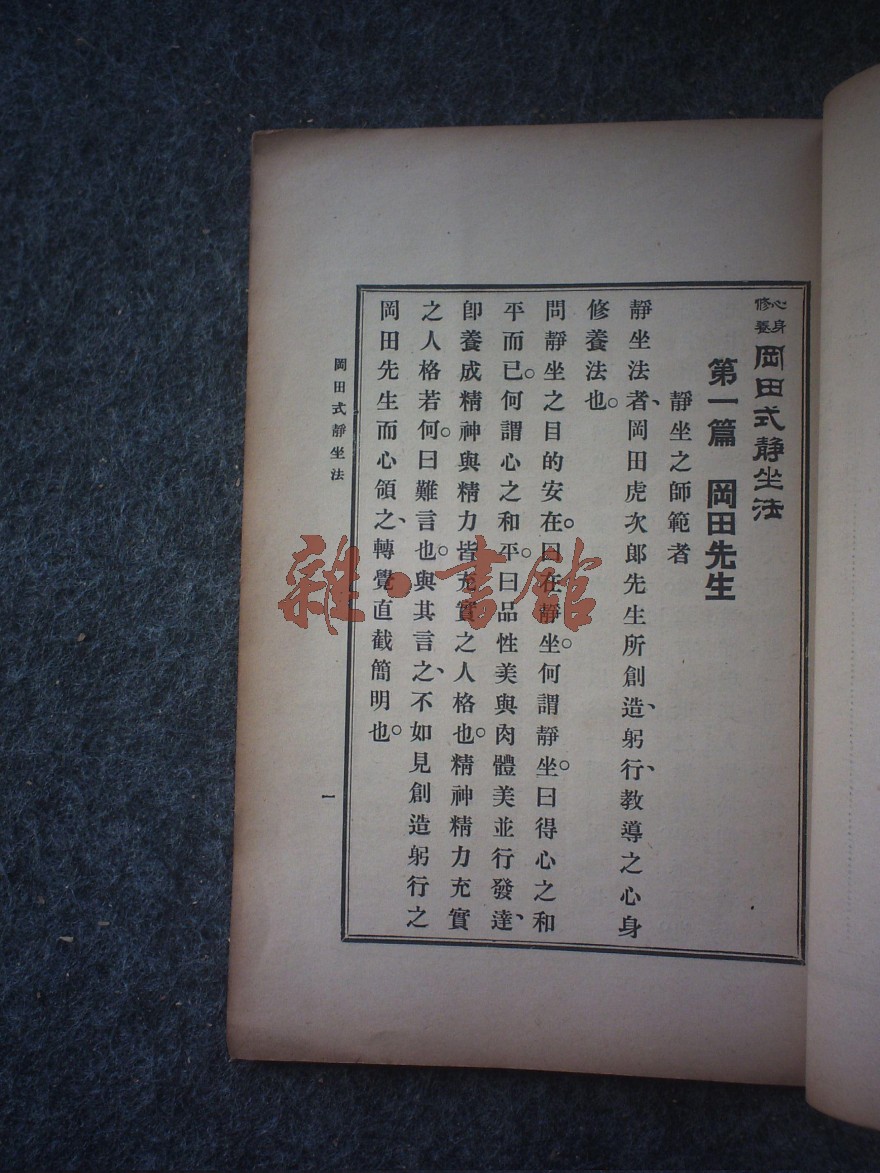 心身修養 岡田式靜坐法
第一篇 岡田先生
靜坐之師範者
靜坐法者、岡田虎次郎先生所創造、躬行、教導之心身
修養法也。
問靜坐之目的安在。曰在靜坐。何謂靜坐。曰得心之和
平而已。何謂心之和平。曰品性美與肉體美並行發達、
卽養成精神與精力皆充實之人格也。精神精力充實
之人格若何。曰難言也。與其言之、不如見創造躬行之
岡田先生而心領之、轉覺直截簡明也。
岡田式靜坐法
一
雜·書館